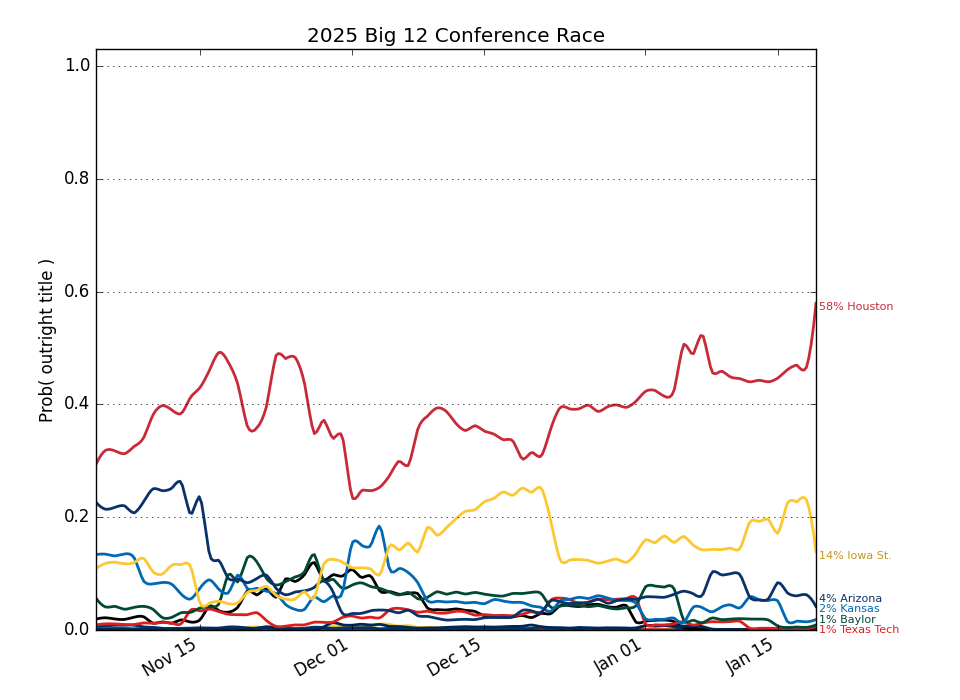 2025 Big 12 Conference Race
Prob( outright title )
1.0
0.8
0.6
0.4
0.2
0.0
Nov 15
Dec 01
Dec 15
Jan 01
Jan 15
58% Houston
14% Iowa St.
4% Arizona
2% Kansas
1% Baylor
1% Texas Tech